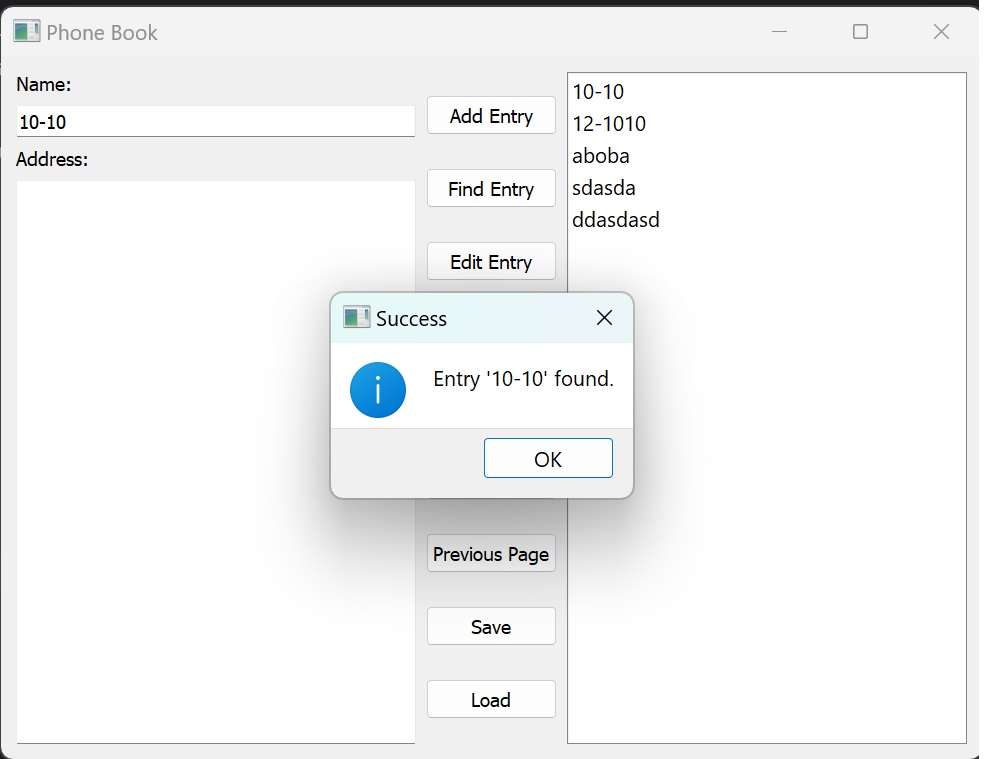 Phone Book
Name:
10-10
Address:
Add Entry
Find Entry
Edit Entry
Previous Page
Save
Load
10-10
12-1010
aboba
sdasda
ddasdasd
Success
Entry '10-10' found.
OK